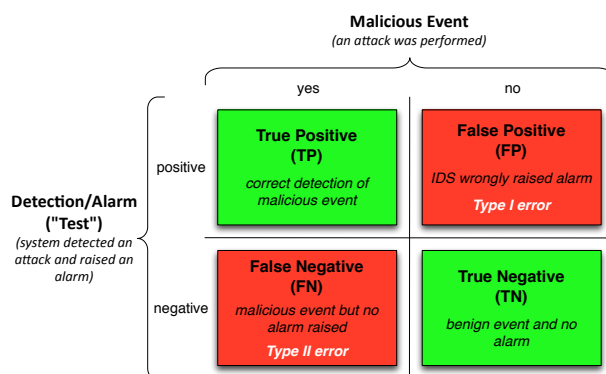 Malicious Event
(an attack was performed)
yes
no
True Positive
(TP)
correct detection of
malicious event
False Positive
(FP)
IDS wrongly raised alarm
Type I error
positive
Detection/Alarm
("Test")
(system detected an
attack and raised an
alarm)
False Negative
(FN)
malicious event but no
alarm raised
Type II error
True Negative
(TN)
benign event and no
alarm
negative